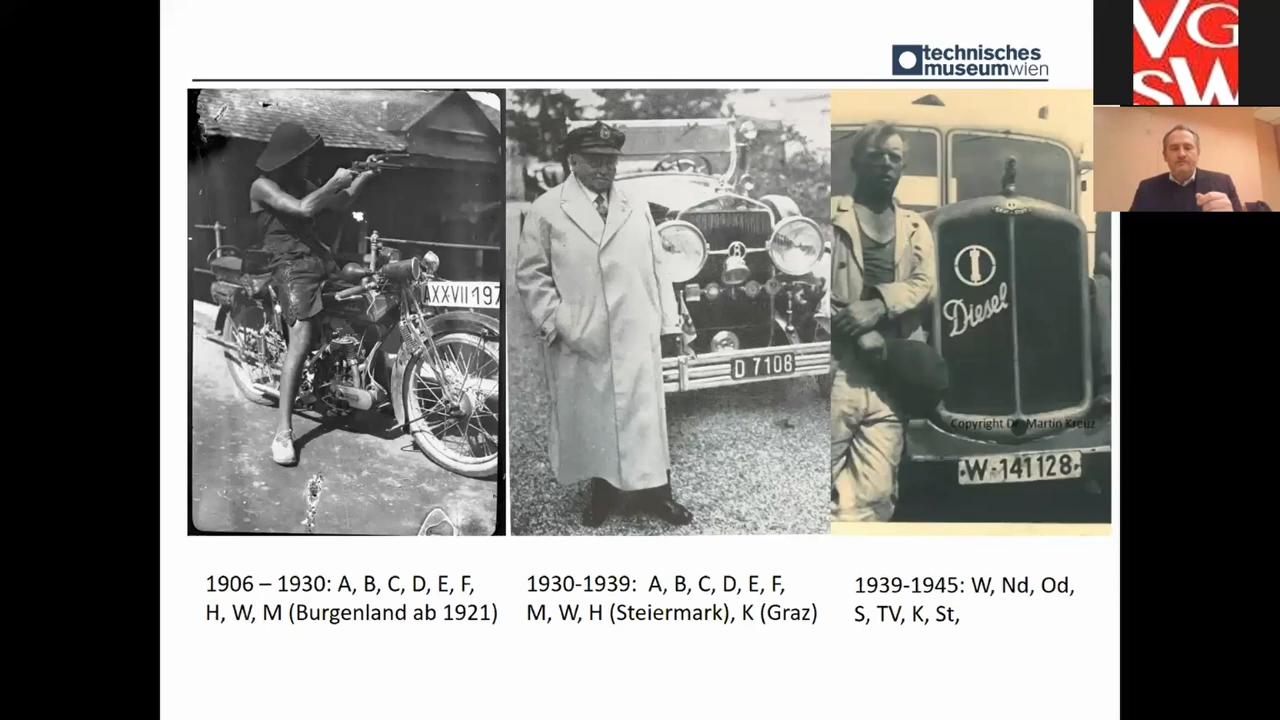 technisches
museumwien
VG
SW
AXXVII 197
D 7108
Diesel
Copyright Dr. Martin Kreuz
W-141128
1906 – 1930: A, B, C, D, E, F,
H, W, M (Burgenland ab 1921)
1930-1939: A, B, C, D, E, F,
M, W, H (Steiermark), K (Graz)
1939-1945: W, Nd, Od,
S, TV, K, St,